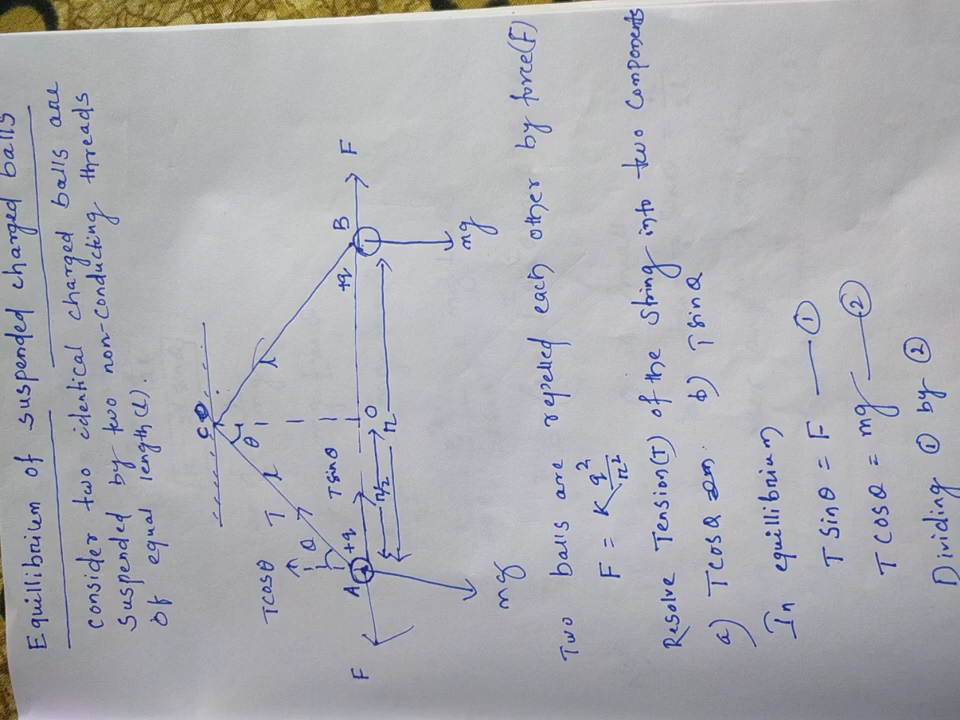 Equillibrium of suspended charged balls
Consider two identical charged balls are
suspended by two non-conducting threads
of equal length(L).
C
θ
Tcosθ
T
L
L
Tsinθ
θ
A
+q
+q
B
F
F
r/2
O
r
mg
mg
Two balls are repelled each other by force(F)
F = K q²/r²
Resolve Tension(T) of the string into two components
a) Tcosθ b) Tsinθ
In equillibrium
T sinθ = F — ①
T cosθ = mg — ②
Dividing ① by ②